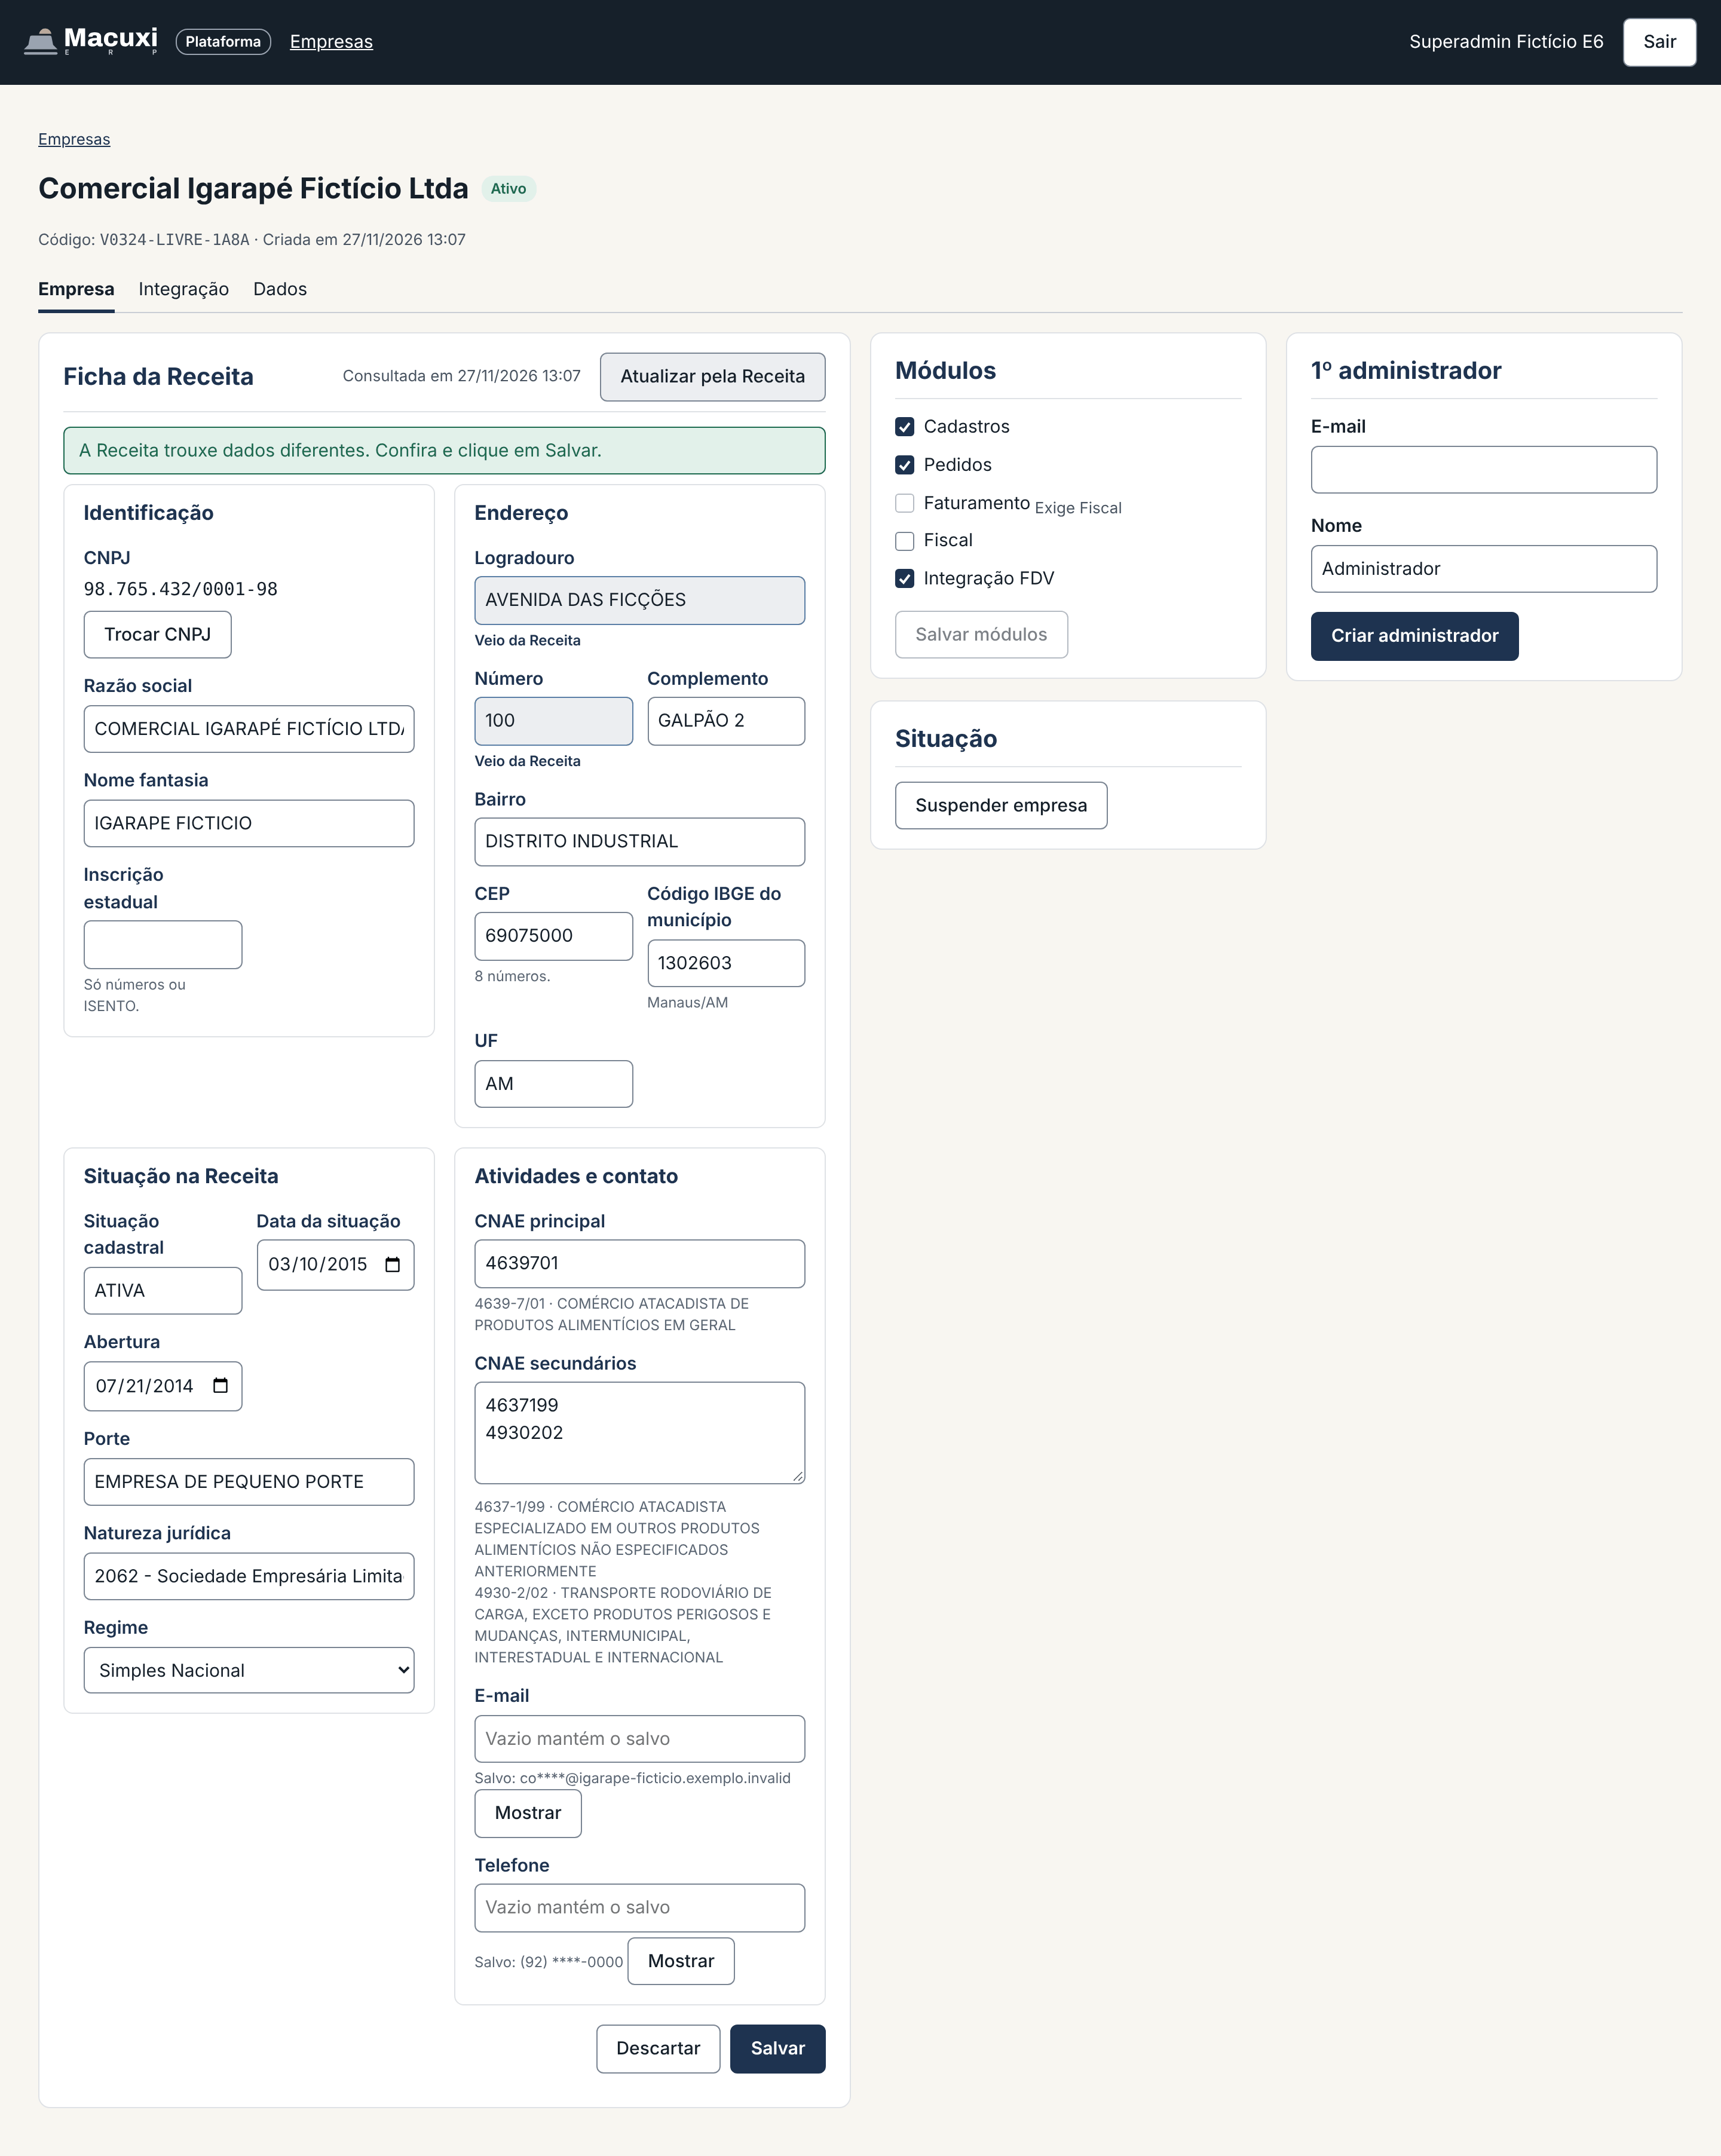 Macuxi
E R P
Plataforma
Empresas
Superadmin Fictício E6
Sair
Empresas
Comercial Igarapé Fictício Ltda
Ativo
Código: V0324-LIVRE-1A8A · Criada em 27/11/2026 13:07
Empresa
Integração
Dados
Ficha da Receita
Consultada em 27/11/2026 13:07
Atualizar pela Receita
A Receita trouxe dados diferentes. Confira e clique em Salvar.
Identificação
CNPJ
98.765.432/0001-98
Trocar CNPJ
Razão social
COMERCIAL IGARAPÉ FICTÍCIO LTD
Nome fantasia
IGARAPE FICTICIO
Inscrição
estadual
Só números ou
ISENTO.
Endereço
Logradouro
AVENIDA DAS FICÇÕES
Veio da Receita
Número
100
Veio da Receita
Complemento
GALPÃO 2
Bairro
DISTRITO INDUSTRIAL
CEP
69075000
8 números.
Código IBGE do
município
1302603
Manaus/AM
UF
AM
Situação na Receita
Situação
cadastral
ATIVA
Data da situação
03/10/2015
Abertura
07/21/2014
Porte
EMPRESA DE PEQUENO PORTE
Natureza jurídica
2062 - Sociedade Empresária Limita
Regime
Simples Nacional
Atividades e contato
CNAE principal
4639701
4639-7/01 · COMÉRCIO ATACADISTA DE
PRODUTOS ALIMENTÍCIOS EM GERAL
CNAE secundários
4637199
4930202
4637-1/99 · COMÉRCIO ATACADISTA
ESPECIALIZADO EM OUTROS PRODUTOS
ALIMENTÍCIOS NÃO ESPECIFICADOS
ANTERIORMENTE
4930-2/02 · TRANSPORTE RODOVIÁRIO DE
CARGA, EXCETO PRODUTOS PERIGOSOS E
MUDANÇAS, INTERMUNICIPAL,
INTERESTADUAL E INTERNACIONAL
E-mail
Vazio mantém o salvo
Salvo: co****@igarape-ficticio.exemplo.invalid
Mostrar
Telefone
Vazio mantém o salvo
Salvo: (92) ****-0000
Mostrar
Descartar
Salvar
Módulos
Cadastros
Pedidos
Faturamento Exige Fiscal
Fiscal
Integração FDV
Salvar módulos
Situação
Suspender empresa
1º administrador
E-mail
Nome
Administrador
Criar administrador